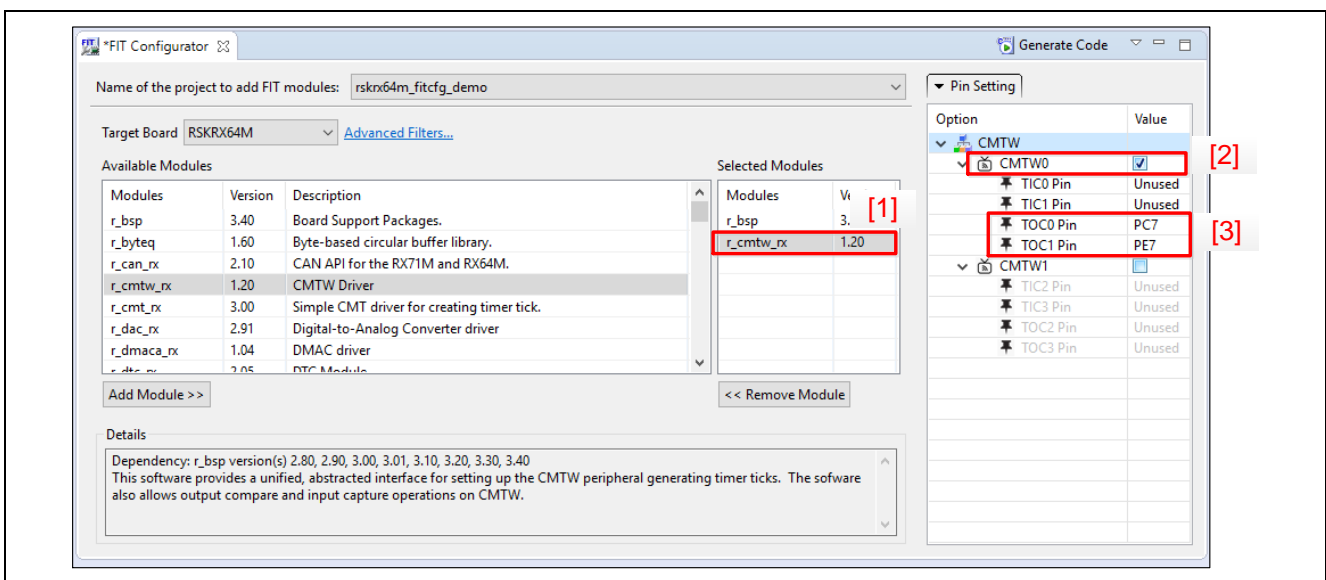 *FIT Configurator
Generate Code
Name of the project to add FIT modules: rskrx64m_fitcfg_demo
Pin Setting
Target Board RSKRX64M Advanced Filters...
Option Value
Available Modules
Selected Modules
Modules Version Description
r_bsp 3.40 Board Support Packages.
r_byteq 1.60 Byte-based circular buffer library.
r_can_rx 2.10 CAN API for the RX71M and RX64M.
r_cmtw_rx 1.20 CMTW Driver
r_cmt_rx 3.00 Simple CMT driver for creating timer tick.
r_dac_rx 2.91 Digital-to-Analog Converter driver
r_dmaca_rx 1.04 DMAC driver
r_dtc_rx 2.05 DTC Module
Modules
r_bsp 3.
r_cmtw_rx 1.20
[1]
CMTW
CMTW0
[2]
TIC0 Pin Unused
TIC1 Pin Unused
TOC0 Pin PC7
TOC1 Pin PE7
[3]
CMTW1
TIC2 Pin Unused
TIC3 Pin Unused
TOC2 Pin Unused
TOC3 Pin Unused
Add Module >>
<< Remove Module
Details
Dependency: r_bsp version(s) 2.80, 2.90, 3.00, 3.01, 3.10, 3.20, 3.30, 3.40
This software provides a unified, abstracted interface for setting up the CMTW peripheral generating timer ticks. The sofware
also allows output compare and input capture operations on CMTW.